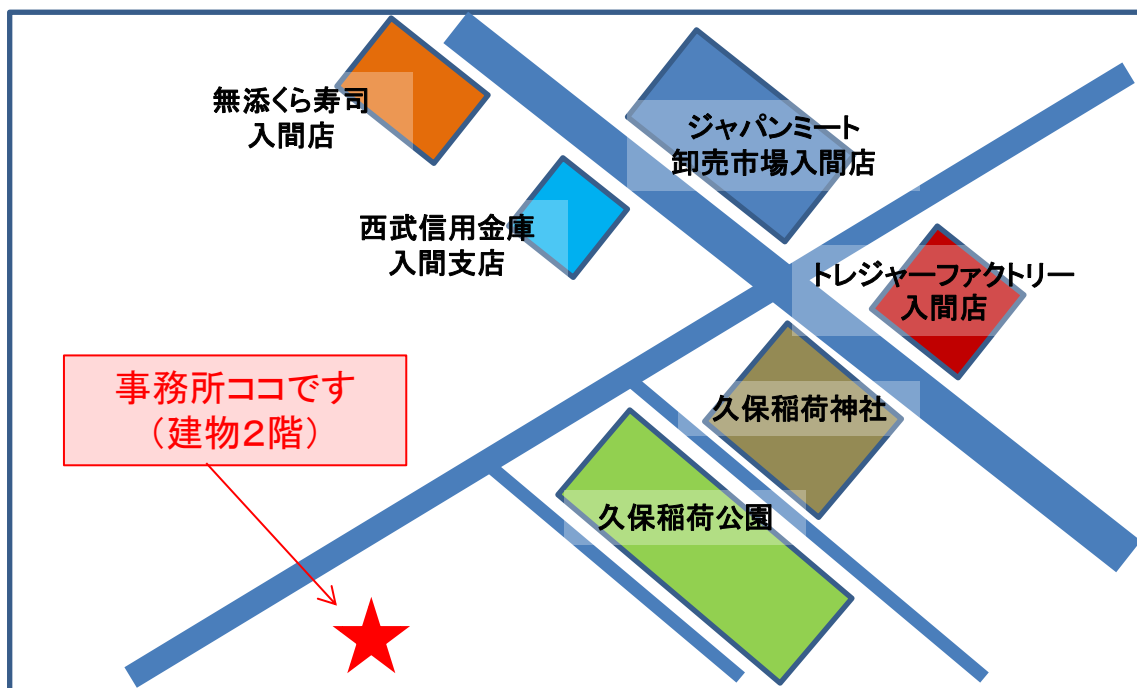 無添くら寿司
入間店
ジャパンミート
卸売市場入間店
西武信用金庫
入間支店
トレジャーファクトリー
入間店
事務所ココです
（建物２階）
久保稲荷神社
久保稲荷公園